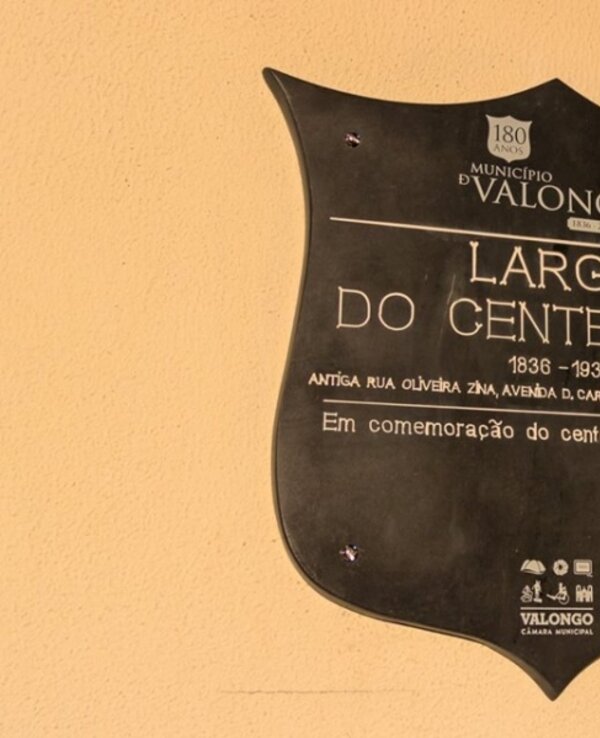 180
ANOS
MUNICÍPIO
Đ VALONG
1836 - 2
LARG
DO CENTE
1836 - 193
ANTIGA RUA OLIVEIRA ZINA, AVENIDA D. CAR
Em comemoração do cent
VALONGO
CÂMARA MUNICIPAL